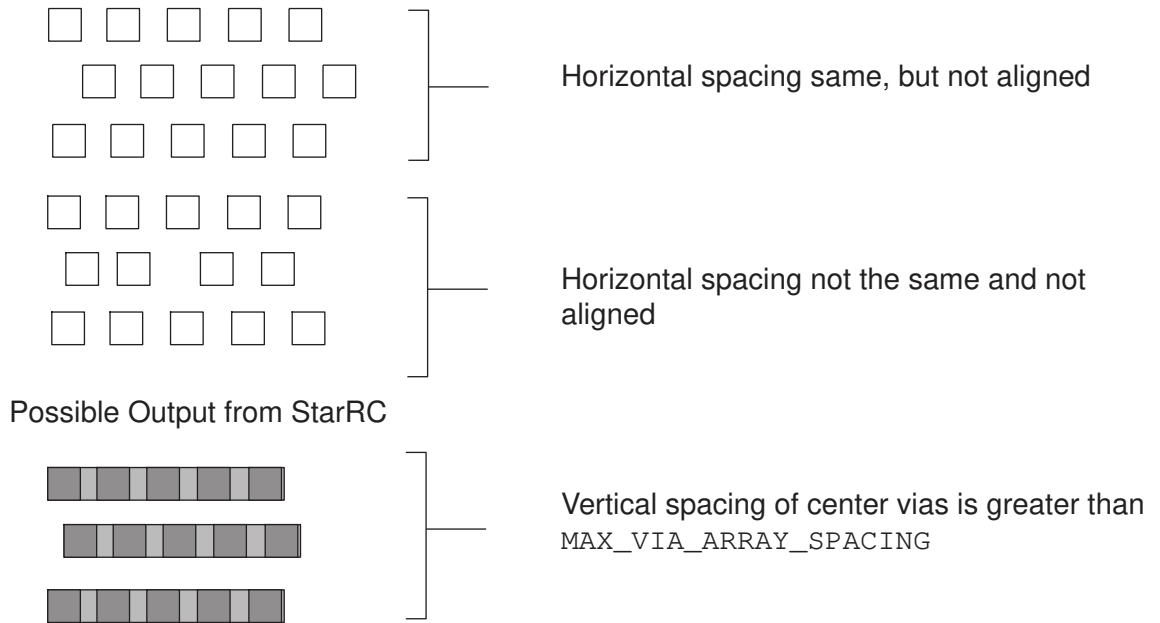 Horizontal spacing same, but not aligned
Horizontal spacing not the same and not
aligned
Possible Output from StarRC
Vertical spacing of center vias is greater than
MAX_VIA_ARRAY_SPACING